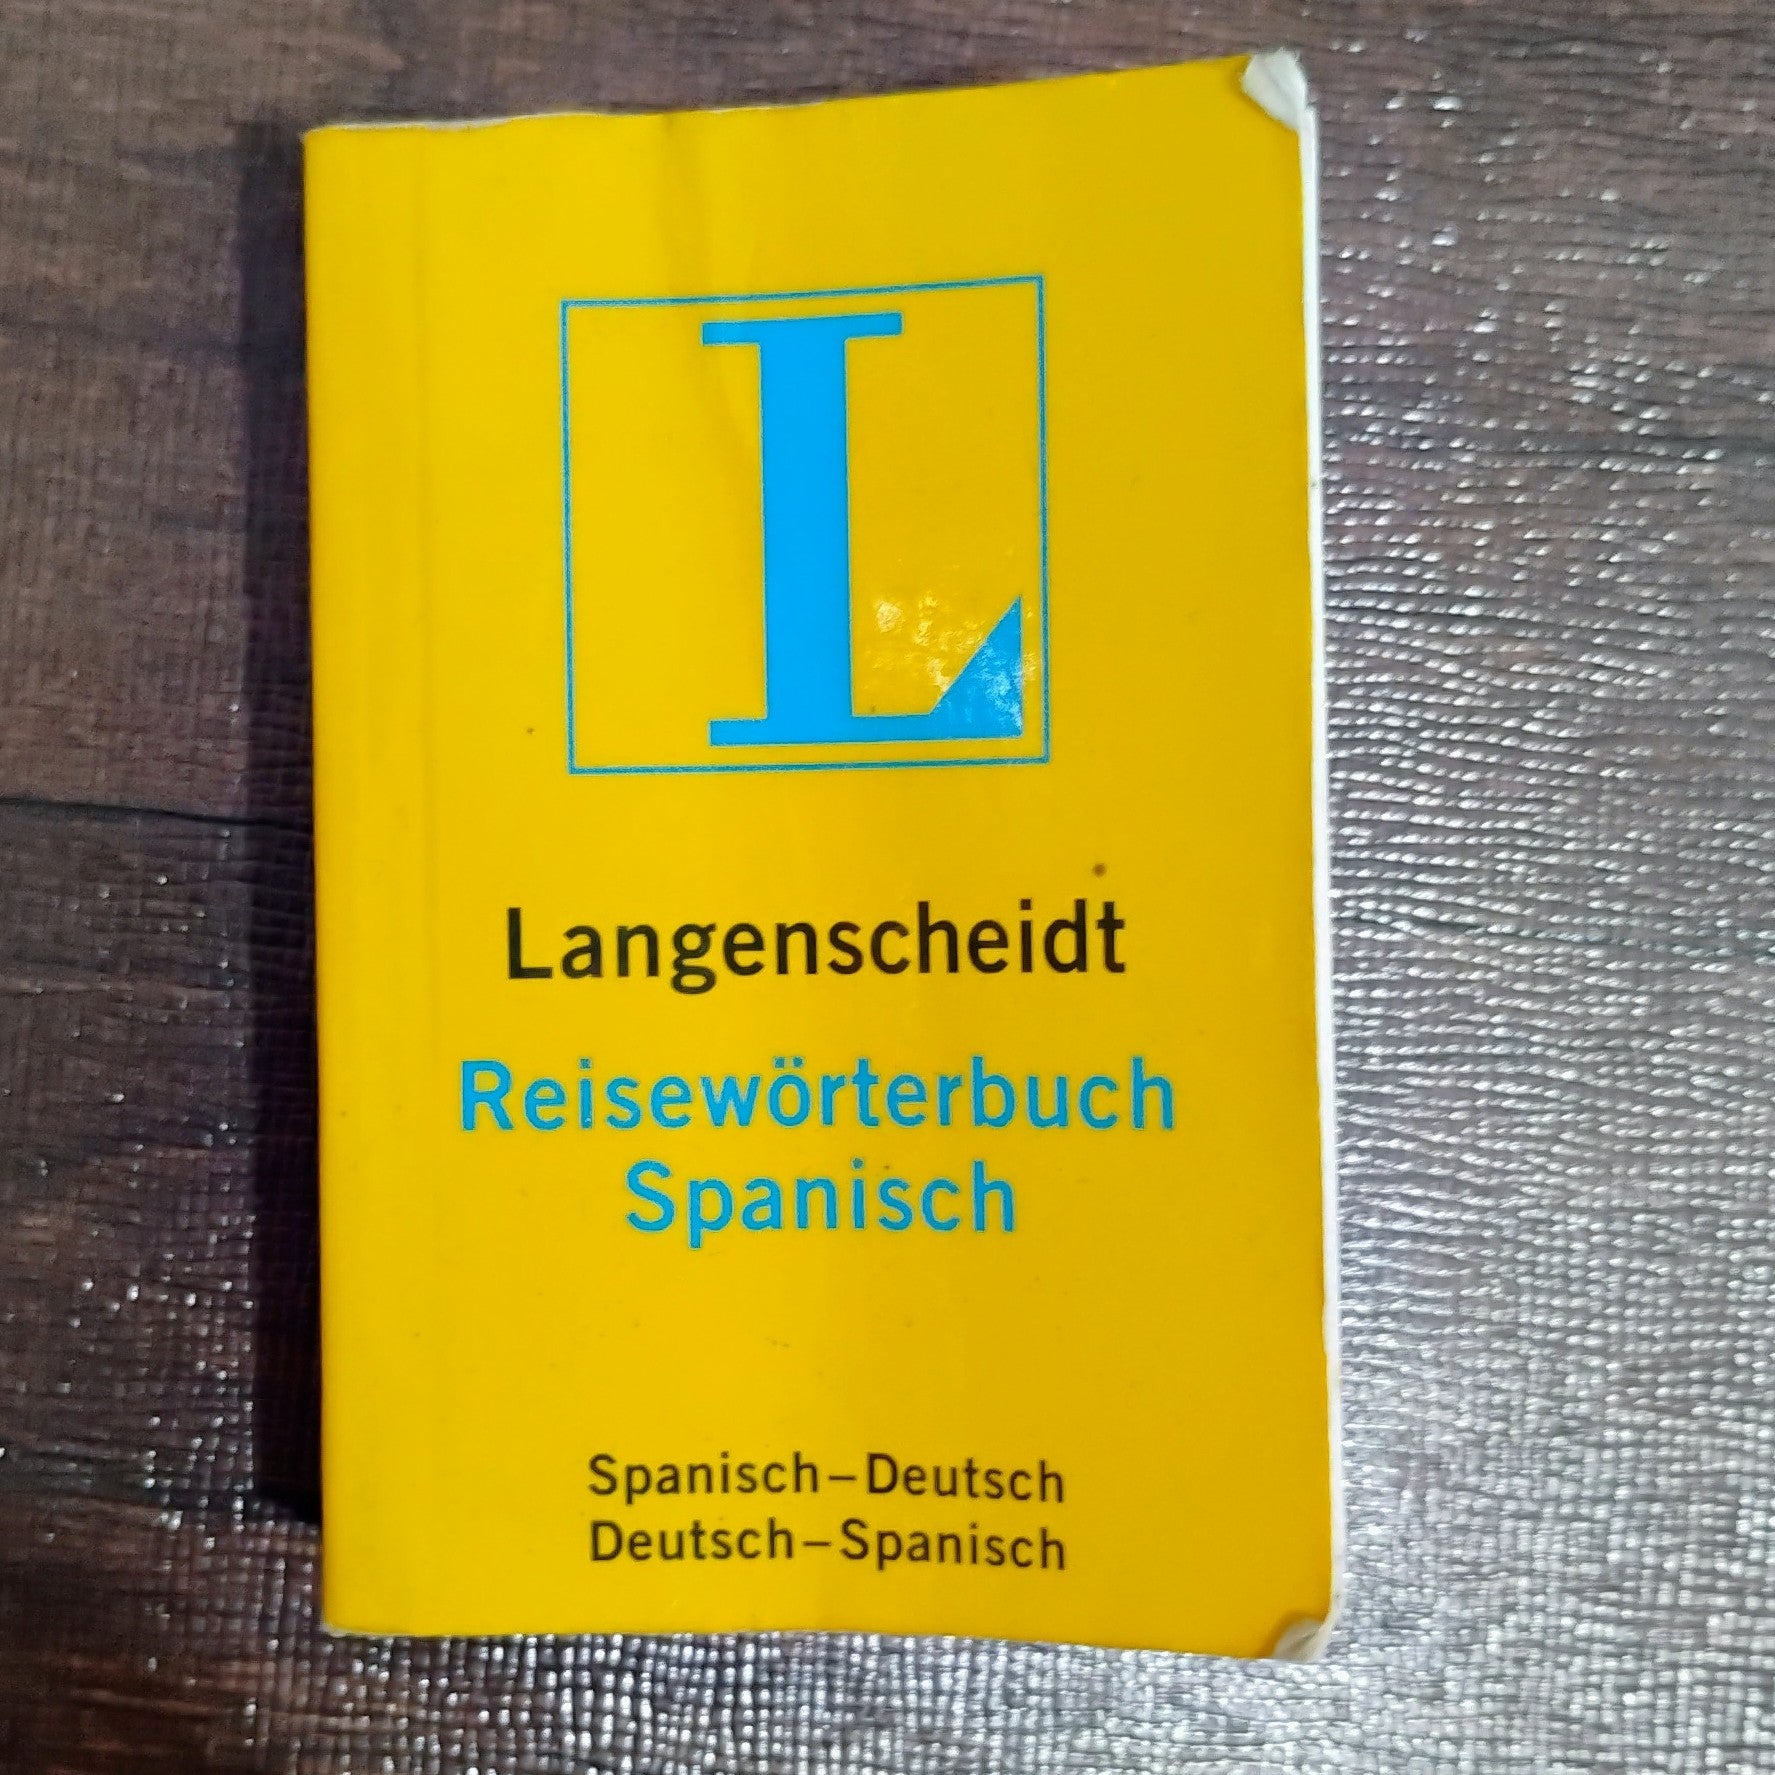 L
Langenscheidt
Reisewörterbuch
Spanisch
Spanisch–Deutsch
Deutsch–Spanisch